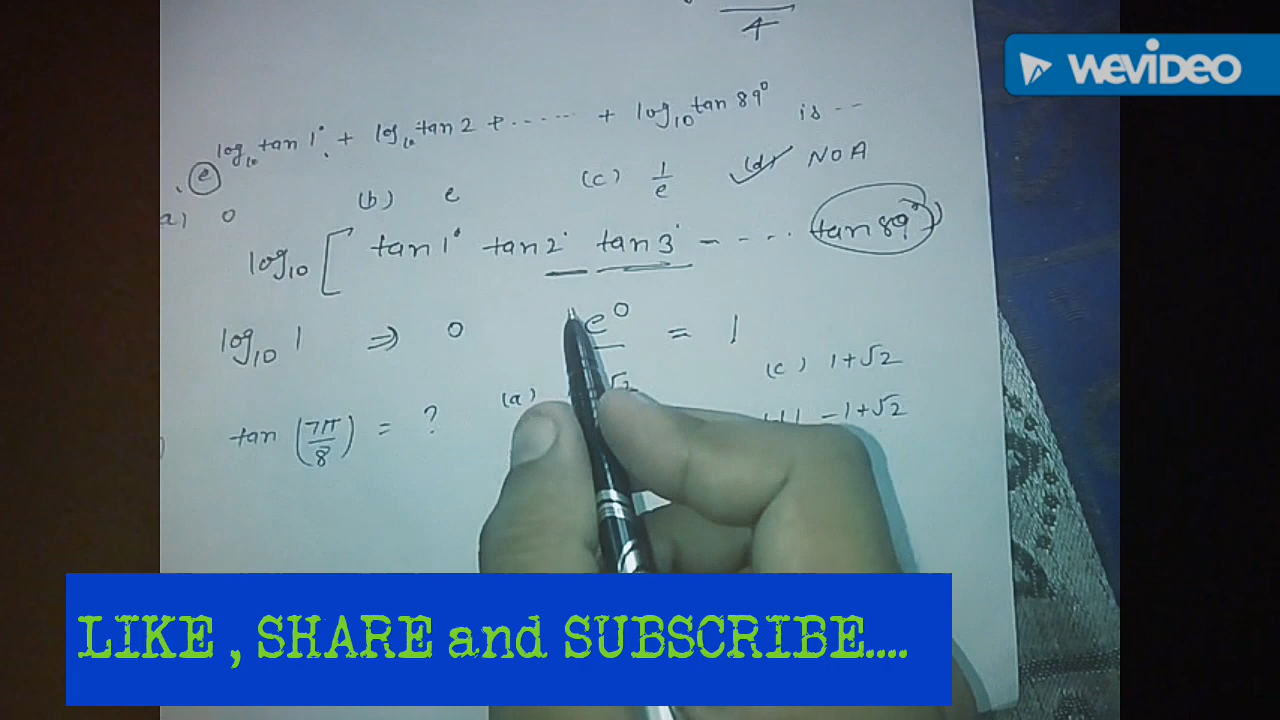 4
WEVIDEO
e^{log₁₀ tan 1° + log₁₀ tan 2 + ...... + log₁₀ tan 89°} is --
a) 0 (b) e (c) 1/e (d) NOA
log₁₀ [ tan 1° tan 2° tan 3° - - - - tan 89° ]
log₁₀ 1 ⇒ 0 e⁰ = 1
tan (7π/8) = ? (a) √2 (c) 1+√2
-1+√2
LIKE , SHARE and SUBSCRIBE....